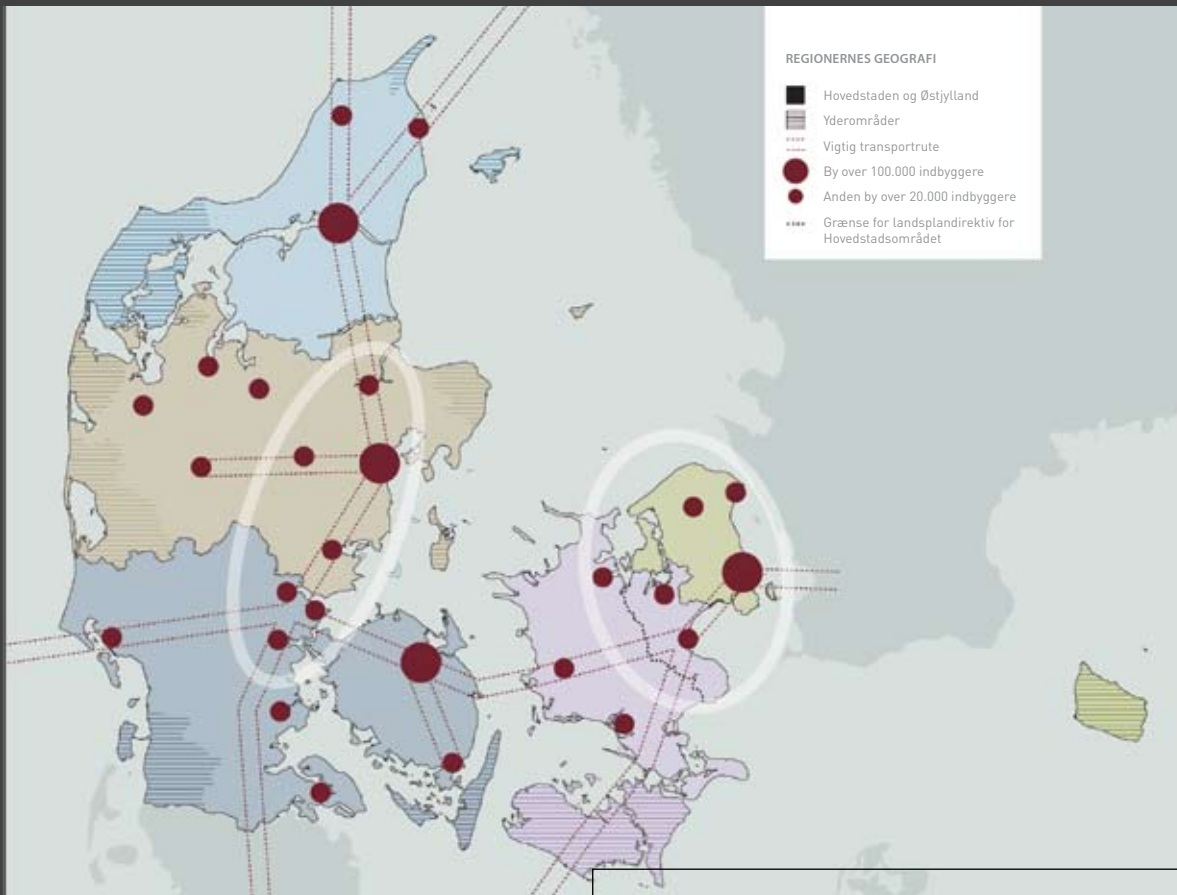 REGIONERNES GEOGRAFI
Hovedstaden og Østjylland
Yderområder
Vigtig transportrute
By over 100.000 indbyggere
Anden by over 20.000 indbyggere
Grænse for landsplandirektiv for
Hovedstadsområdet